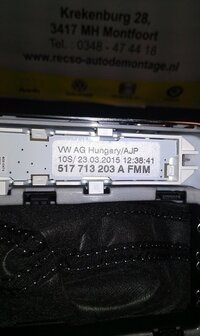 Krekenburg 28,
3417 MH Montfoort
Tel. : 0348 - 47 44 18
www.recso-autodemontage.nl
VW AG Hungary/AJP
10S/ 23.03.2015 12:38:41
517 713 203 A FMM